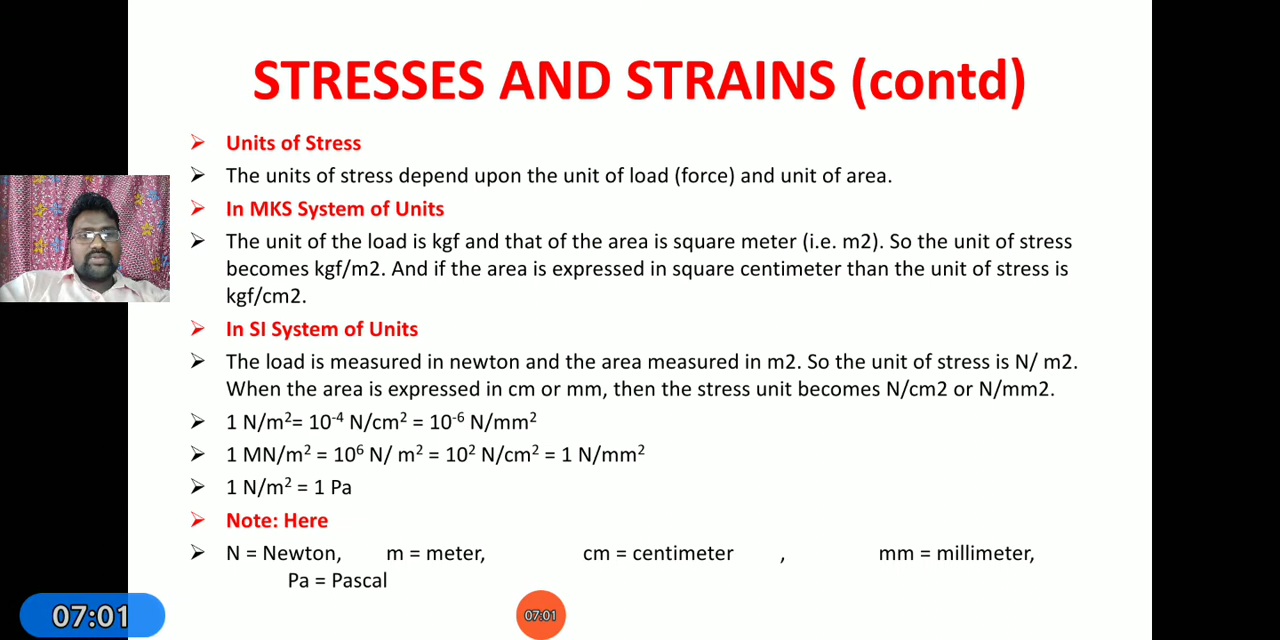 STRESSES AND STRAINS (contd)
Units of Stress
The units of stress depend upon the unit of load (force) and unit of area.
In MKS System of Units
The unit of the load is kgf and that of the area is square meter (i.e. m2). So the unit of stress
becomes kgf/m2. And if the area is expressed in square centimeter than the unit of stress is
kgf/cm2.
In SI System of Units
The load is measured in newton and the area measured in m2. So the unit of stress is N/ m2.
When the area is expressed in cm or mm, then the stress unit becomes N/cm2 or N/mm2.
1 N/m²= 10⁻⁴ N/cm² = 10⁻⁶ N/mm²
1 MN/m² = 10⁶ N/ m² = 10² N/cm² = 1 N/mm²
1 N/m² = 1 Pa
Note: Here
N = Newton, m = meter, cm = centimeter , mm = millimeter,
Pa = Pascal
07:01
07:01